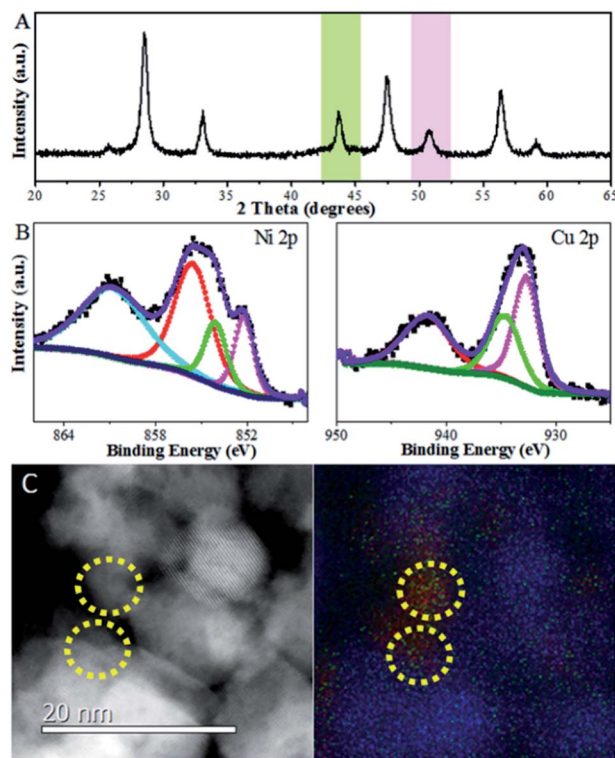 A
Intensity (a.u.)
20 25 30 35 40 45 50 55 60 65
2 Theta (degrees)
B
Ni 2p
Intensity (a.u.)
864 858 852
Binding Energy (eV)
Cu 2p
Intensity (a.u.)
950 940 930
Binding Energy (eV)
C
20 nm